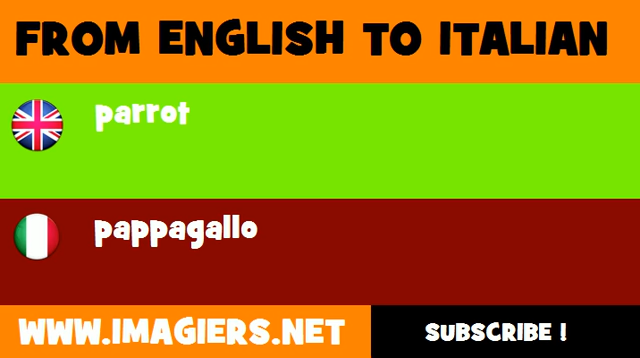 FROM ENGLISH TO ITALIAN
parrot
pappagallo
WWW.IMAGIERS.NET
SUBSCRIBE !